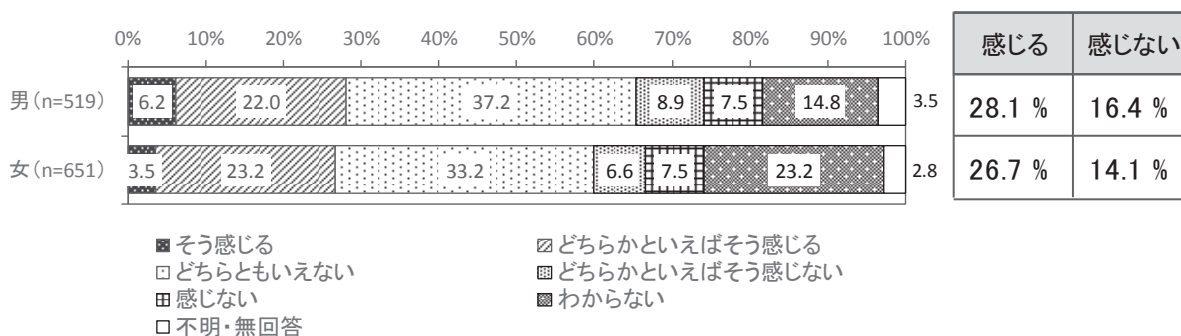 0% 10% 20% 30% 40% 50% 60% 70% 80% 90% 100%
感じる 感じない
男(n=519) 6.2 22.0 37.2 8.9 7.5 14.8 3.5 28.1 % 16.4 %
女(n=651) 3.5 23.2 33.2 6.6 7.5 23.2 2.8 26.7 % 14.1 %
そう感じる どちらかといえばそう感じる
どちらともいえない どちらかといえばそう感じない
感じない わからない
不明・無回答